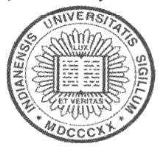 INDIANENSIS UNIVERSITATIS SIGILLUM
LUX
ET VERITAS
MDCCCXX